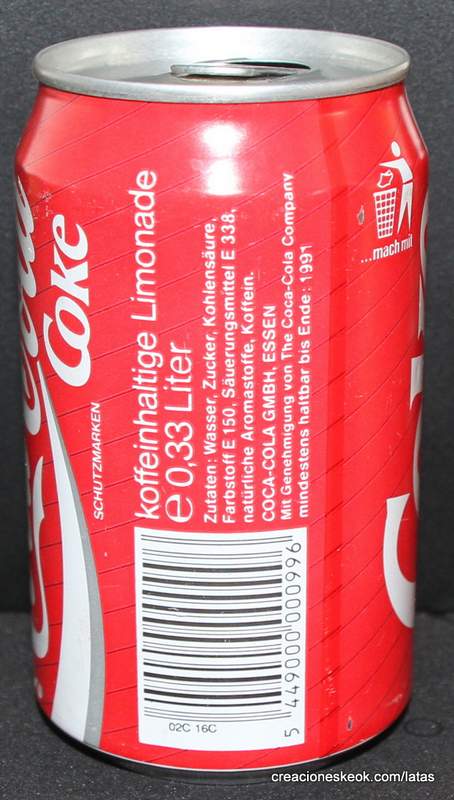 Coke
SCHUTZMARKEN
koffeinhaltige Limonade
e 0,33 Liter
Zutaten: Wasser, Zucker, Kohlensäure,
Farbstoff E 150, Säuerungsmittel E 338,
natürliche Aromastoffe, Koffein.
COCA-COLA GMBH, ESSEN
Mit Genehmigung von The Coca-Cola Company
mindestens haltbar bis Ende: 1991
5 449000 000996
02C 16C
...mach mit
creacioneskeok.com/latas